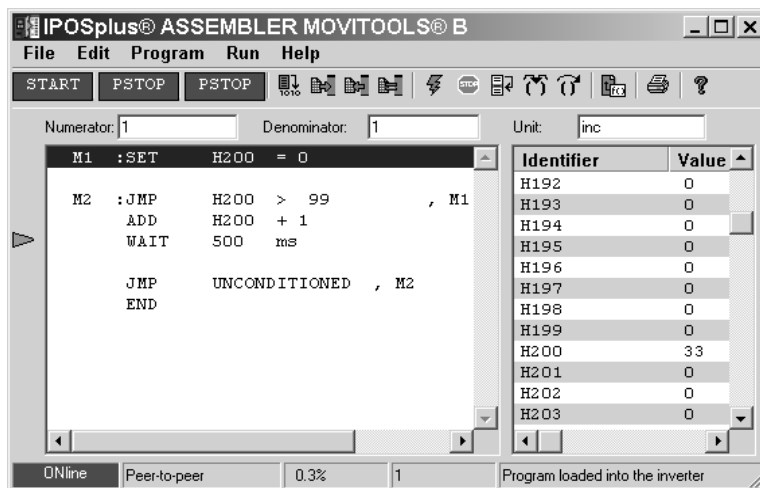 IPOSplus® ASSEMBLER MOVITOOLS® B
File Edit Program Run Help
START PSTOP PSTOP
Numerator: 1 Denominator: 1 Unit: inc
M1 :SET H200 = 0
M2 :JMP H200 > 99 , M1
ADD H200 + 1
WAIT 500 ms
JMP UNCONDITIONED , M2
END
Identifier Value
H192 0
H193 0
H194 0
H195 0
H196 0
H197 0
H198 0
H199 0
H200 33
H201 0
H202 0
H203 0
ONline Peer-to-peer 0.3% 1 Program loaded into the inverter